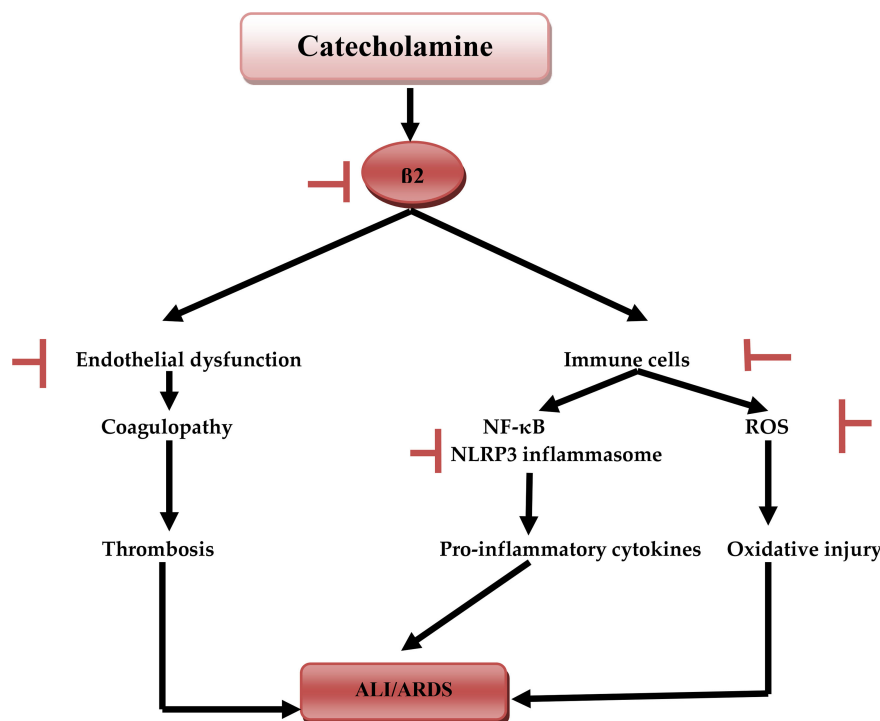 Catecholamine
ß2
Endothelial dysfunction
Immune cells
Coagulopathy
NF-κB
ROS
NLRP3 inflammasome
Thrombosis
Pro-inflammatory cytokines
Oxidative injury
ALI/ARDS